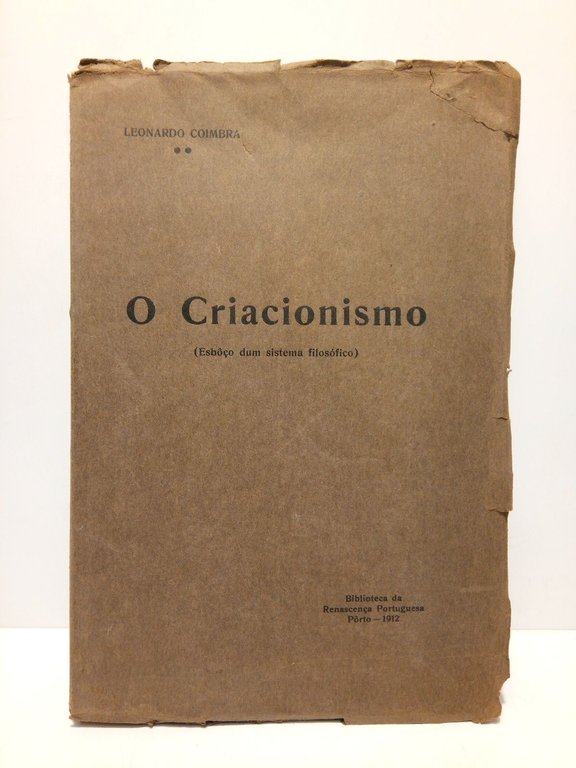 LEONARDO COIMBRA
O Criacionismo
(Esbôço dum sistema filosófico)
Biblioteca da
Renascença Portuguesa
Pôrto — 1912